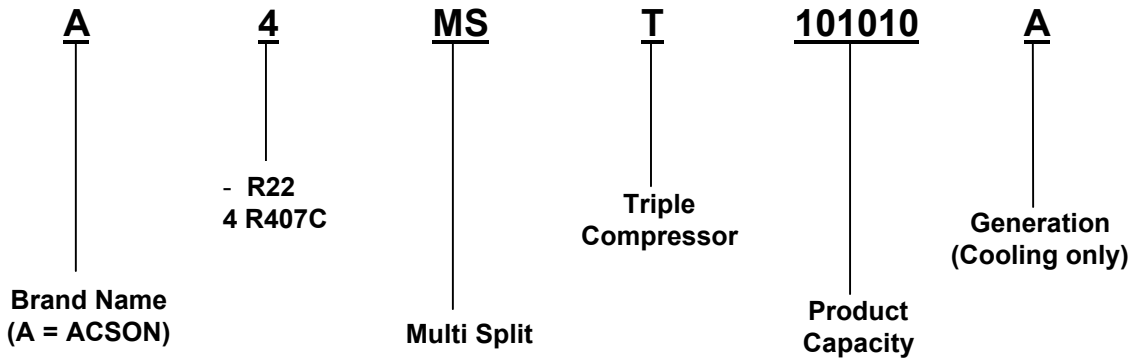 A 4 MS T 101010 A
- R22
4 R407C
Triple
Compressor
Generation
(Cooling only)
Brand Name
(A = ACSON)
Multi Split
Product
Capacity